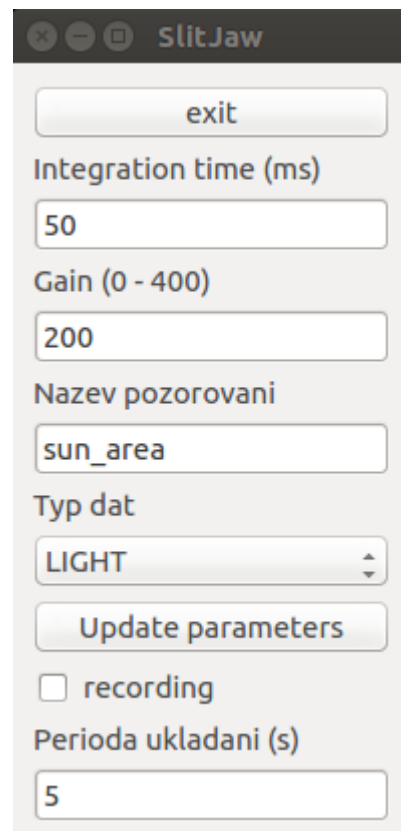 SlitJaw
exit
Integration time (ms)
50
Gain (0 - 400)
200
Nazev pozorovani
sun_area
Typ dat
LIGHT
Update parameters
recording
Perioda ukladani (s)
5